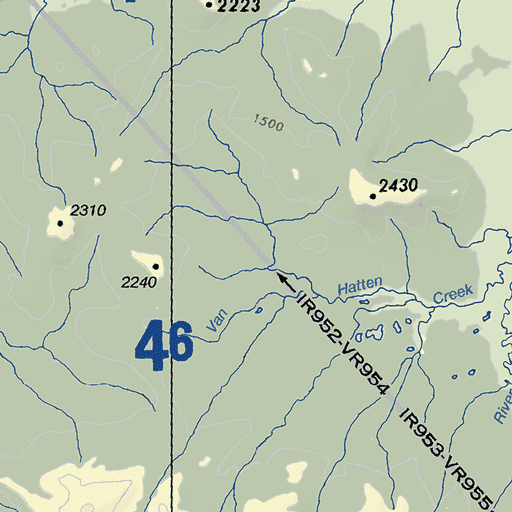 2223
1500
2430
2310
2240
Hatten
Creek
Van
46
IR952-VR954
IR953-VR955
River